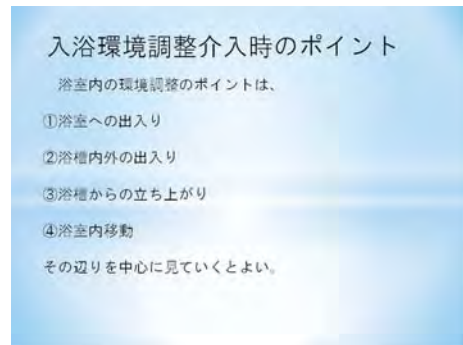 入浴環境調整介入時のポイント
浴室内の環境調整のポイントは、
①浴室への出入り
②浴槽内外の出入り
③浴槽からの立ち上がり
④浴室内移動
その辺りを中心に見ていくとよい。